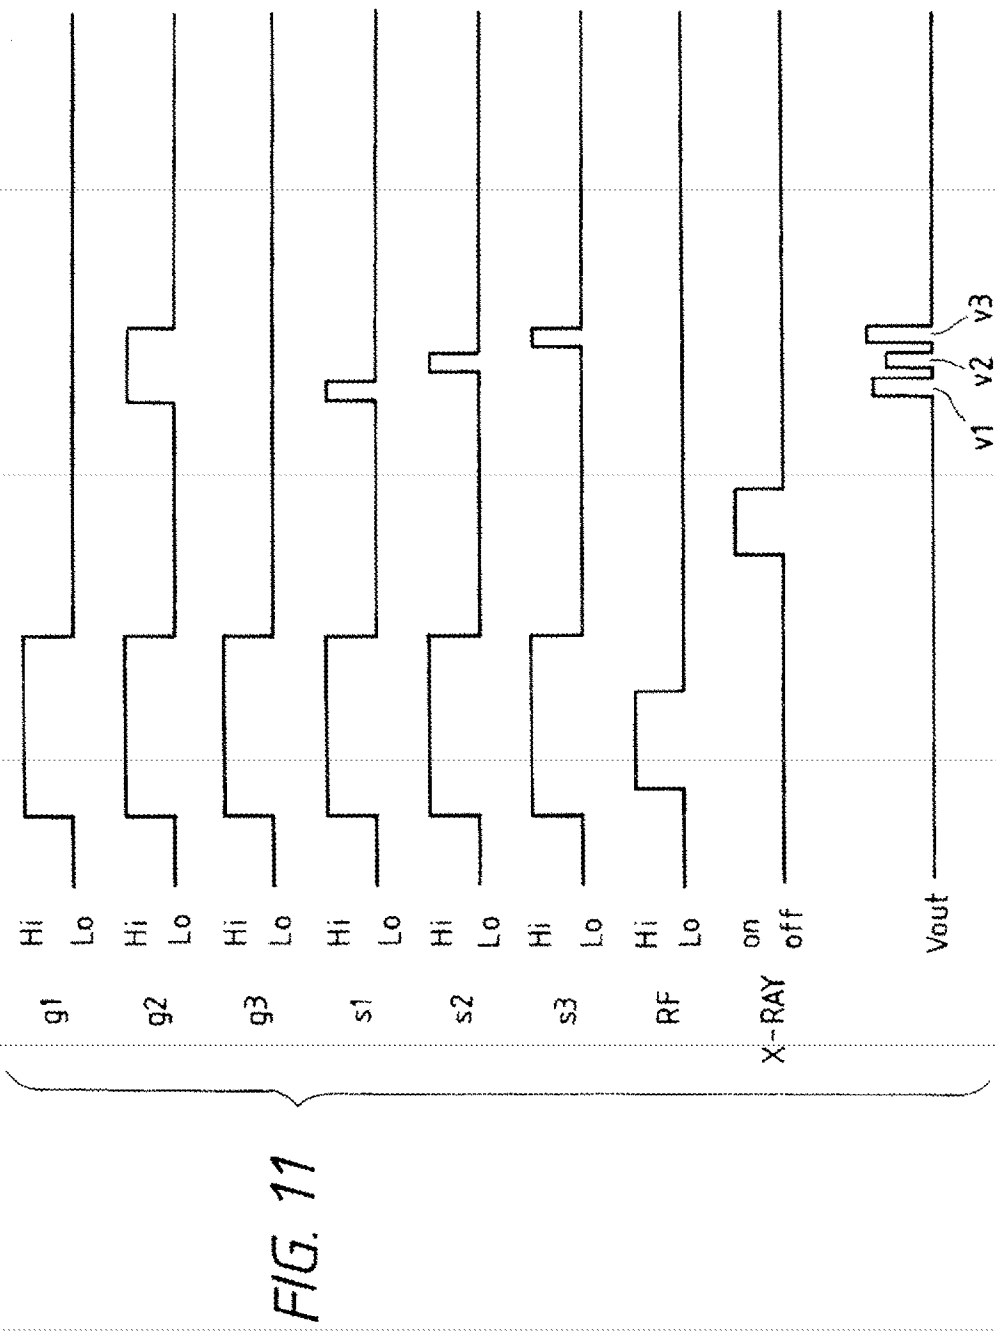 FIG. 11
g1 Hi
Lo
g2 Hi
Lo
g3 Hi
Lo
s1 Hi
Lo
s2 Hi
Lo
s3 Hi
Lo
RF Hi
Lo
X-RAY on
off
Vout
v1 v2 v3